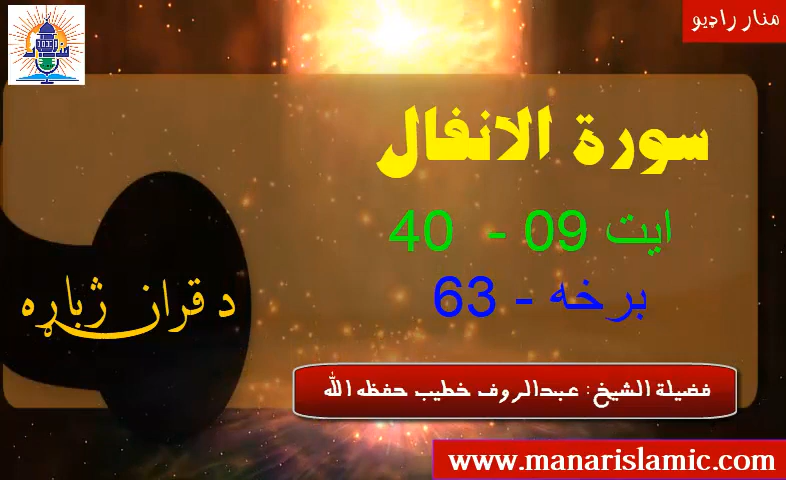 منار راډیو
سورة الانفال
ایت 09 - 40
برخه - 63
د قران ژباړه
فضیلة الشیخ : عبدالروف خطیب حفظه الله
www.manarislamic.com